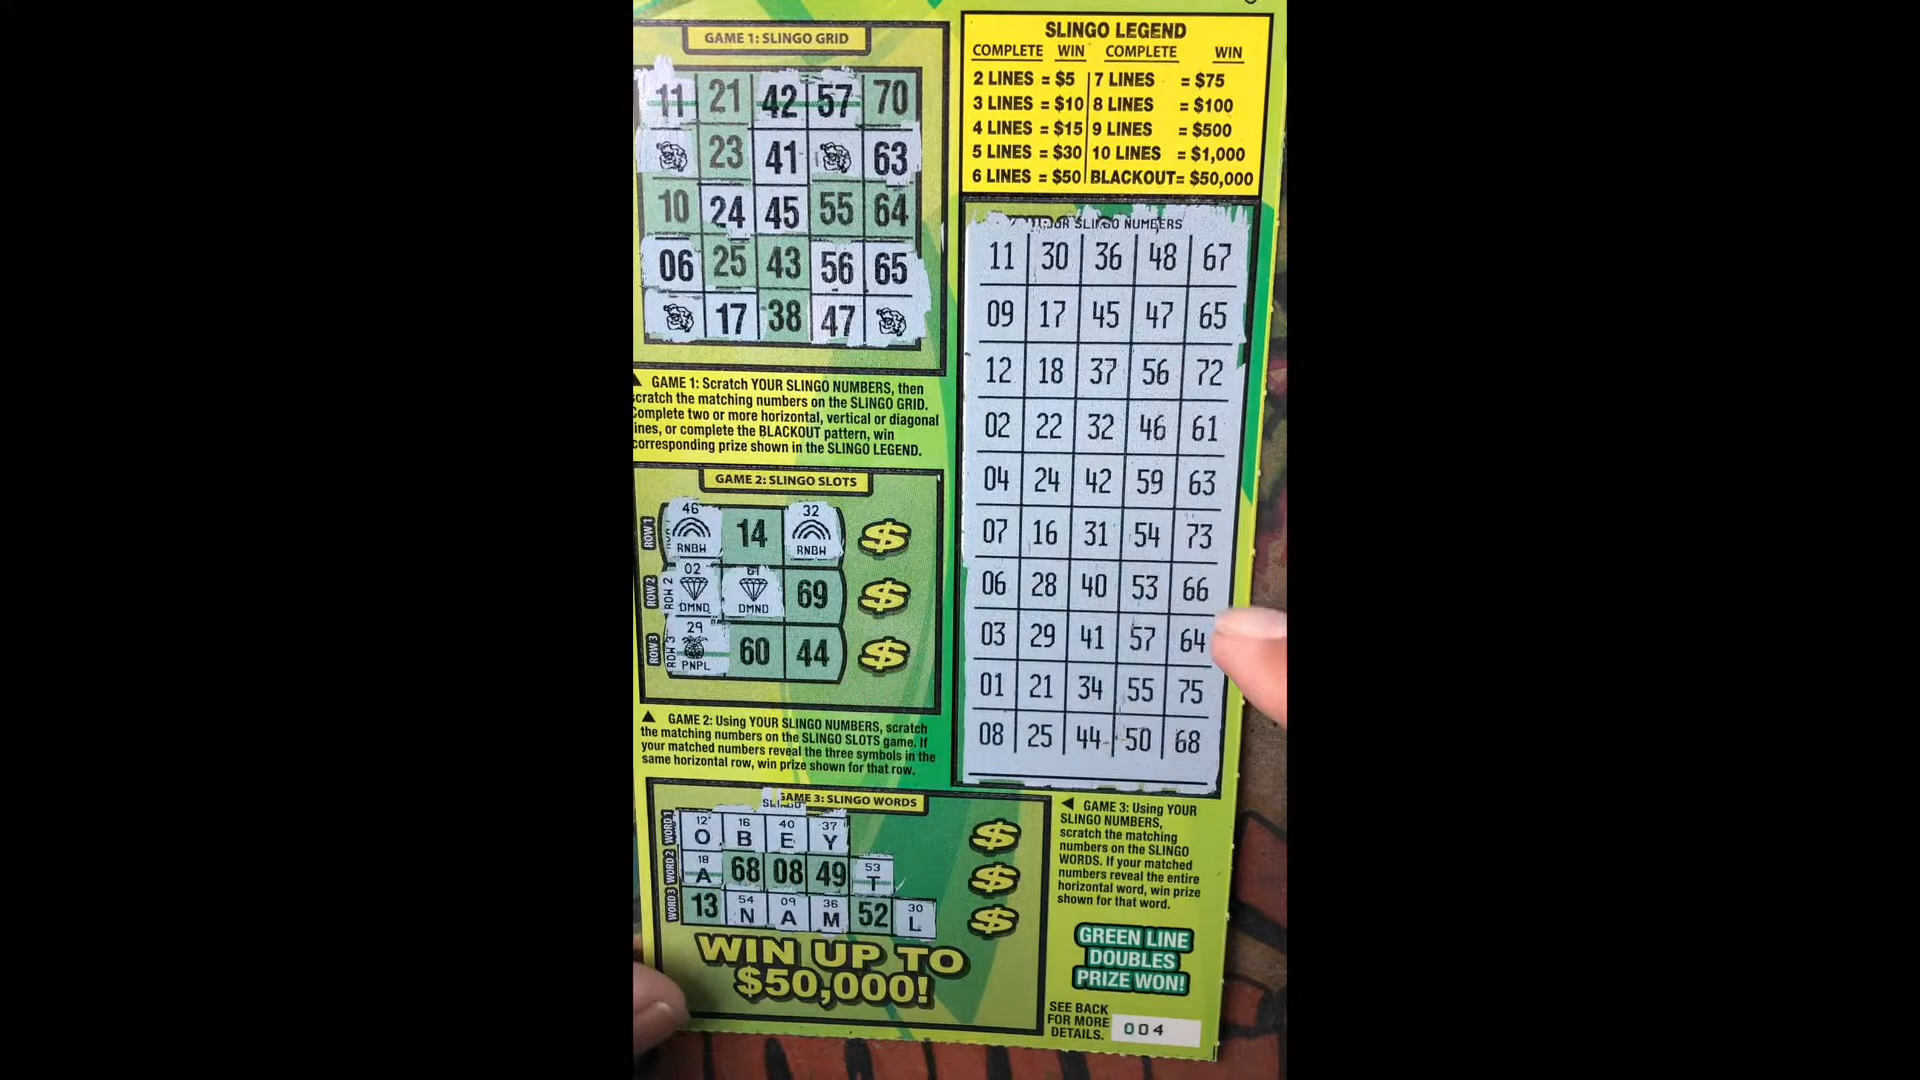 GAME 1: SLINGO GRID
11 21 42 57 70
23 41 63
10 24 45 55 64
06 25 43 56 65
17 38 47
GAME 1: Scratch YOUR SLINGO NUMBERS, then
scratch the matching numbers on the SLINGO GRID.
Complete two or more horizontal, vertical or diagonal
lines, or complete the BLACKOUT pattern, win
corresponding prize shown in the SLINGO LEGEND.
GAME 2: SLINGO SLOTS
ROW 1 46 RNBW 14 32 RNBW $
ROW 2 ROW 2 02 DMND 61 DMND 69 $
ROW 3 ROW 3 29 PNPL 60 44 $
GAME 2: Using YOUR SLINGO NUMBERS, scratch
the matching numbers on the SLINGO SLOTS game. If
your matched numbers reveal the three symbols in the
same horizontal row, win prize shown for that row.
GAME 3: SLINGO WORDS
WORD 1 12 O 16 B 40 E 37 Y $
WORD 2 18 A 68 08 49 53 T $
WORD 3 13 54 N 09 A 36 M 52 30 L $
WIN UP TO
$50,000!
SLINGO LEGEND
COMPLETE WIN COMPLETE WIN
2 LINES = $5 7 LINES = $75
3 LINES = $10 8 LINES = $100
4 LINES = $15 9 LINES = $500
5 LINES = $30 10 LINES = $1,000
6 LINES = $50 BLACKOUT= $50,000
SLINGO NUMBERS
11 30 36 48 67
09 17 45 47 65
12 18 37 56 72
02 22 32 46 61
04 24 42 59 63
07 16 31 54 73
06 28 40 53 66
03 29 41 57 64
01 21 34 55 75
08 25 44 50 68
GAME 3: Using YOUR
SLINGO NUMBERS,
scratch the matching
numbers on the SLINGO
WORDS. If your matched
numbers reveal the entire
horizontal word, win prize
shown for that word.
GREEN LINE
DOUBLES
PRIZE WON!
SEE BACK
FOR MORE
DETAILS.
004